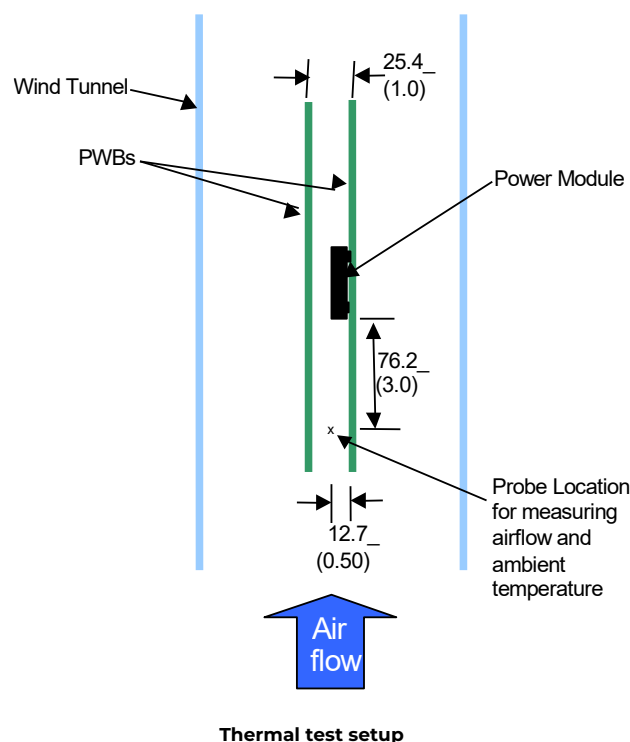 25.4_
(1.0)
Wind Tunnel
PWBs
Power Module
76.2_
(3.0)
x
Probe Location
for measuring
airflow and
ambient
temperature
12.7_
(0.50)
Air
flow
Thermal test setup